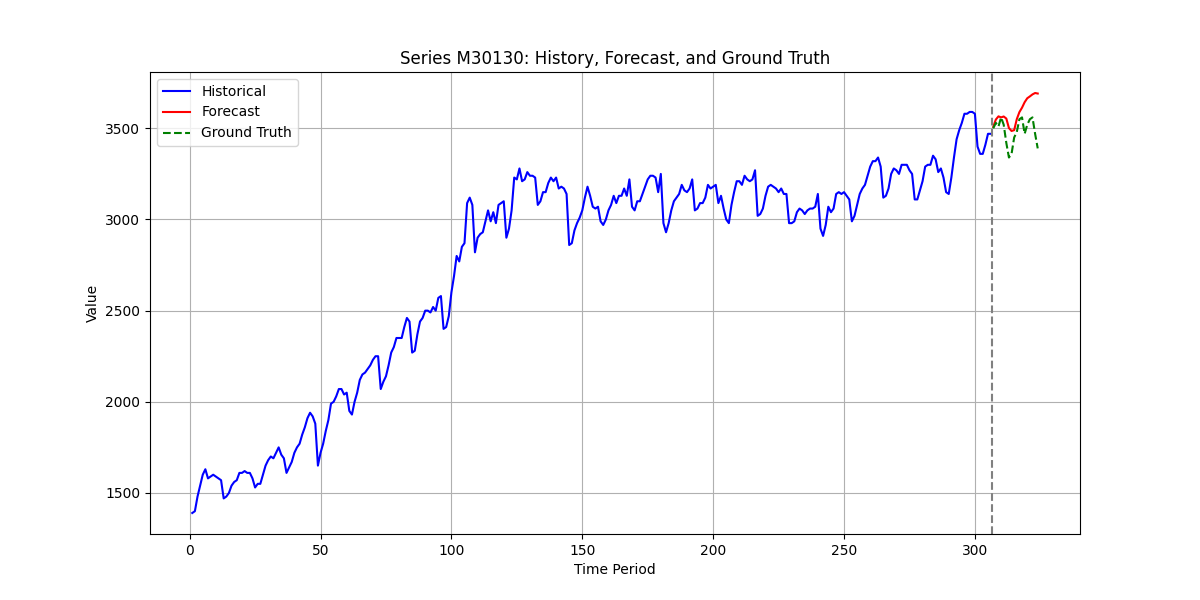 Series M30130: History, Forecast, and Ground Truth
Historical
Forecast
Ground Truth
3500
3000
2500
2000
1500
Value
0 50 100 150 200 250 300
Time Period